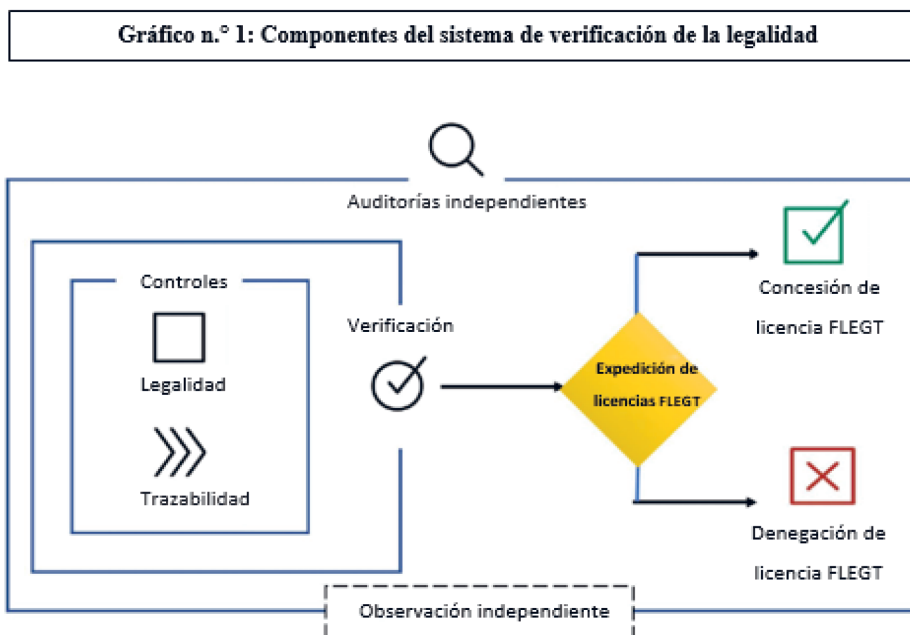 Gráfico n.° 1: Componentes del sistema de verificación de la legalidad
Auditorías independientes
Controles
Legalidad
Trazabilidad
Verificación
Expedición de
licencias FLEGT
Concesión de
licencia FLEGT
Denegación de
licencia FLEGT
Observación independiente